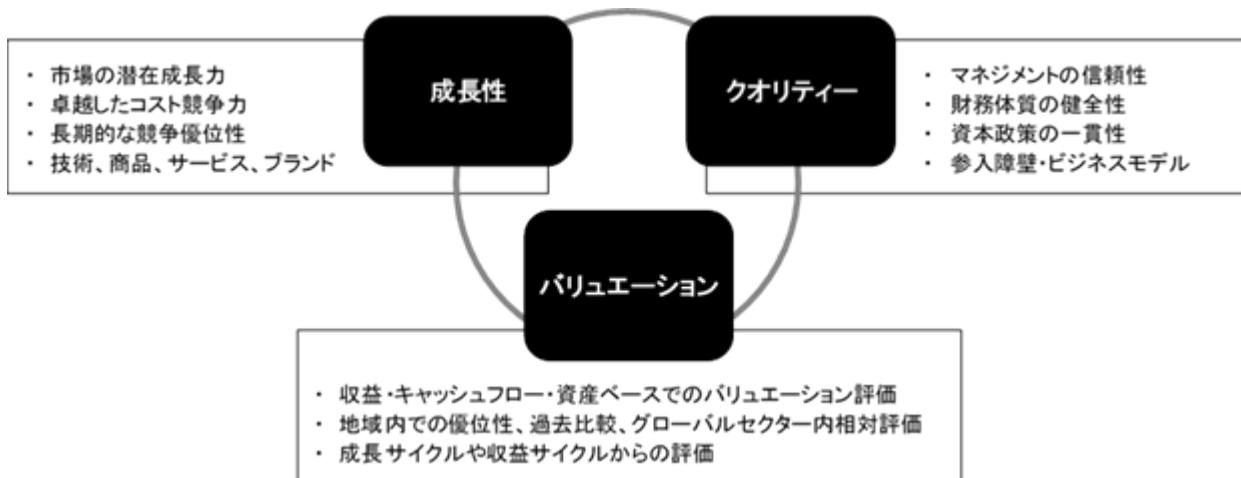 成長性
・ 市場の潜在成長力
・ 卓越したコスト競争力
・ 長期的な競争優位性
・ 技術、商品、サービス、ブランド
クオリティー
・ マネジメントの信頼性
・ 財務体質の健全性
・ 資本政策の一貫性
・ 参入障壁・ビジネスモデル
バリュエーション
・ 収益・キャッシュフロー・資産ベースでのバリュエーション評価
・ 地域内での優位性、過去比較、グローバルセクター内相対評価
・ 成長サイクルや収益サイクルからの評価